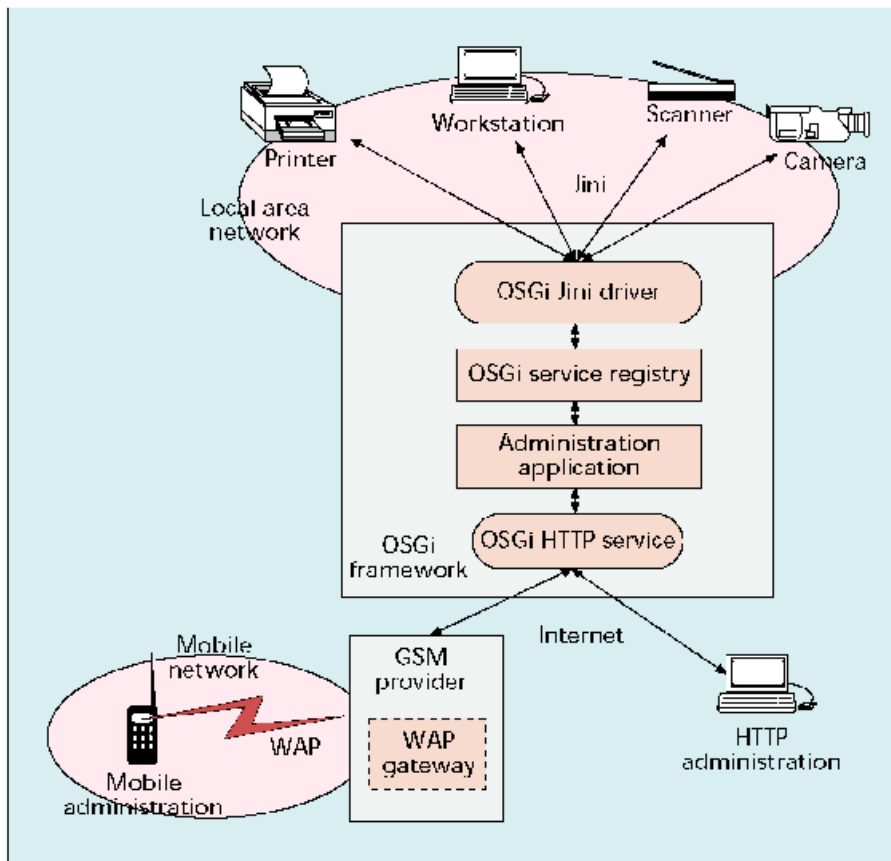 Printer
Workstation
Scanner
Camera
Jini
Local area
network
OSGi Jini driver
OSGi service registry
Administration
application
OSGi HTTP service
OSGi
framework
Internet
Mobile
network
GSM
provider
WAP
WAP
gateway
Mobile
administration
HTTP
administration